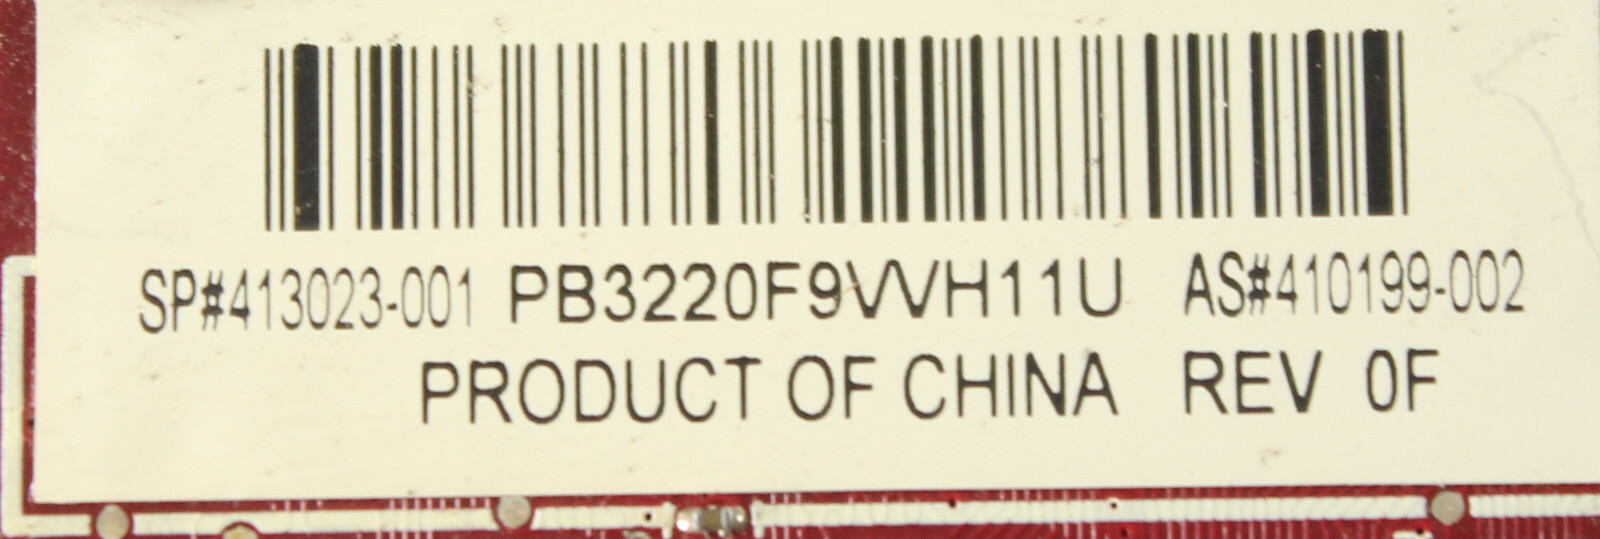 SP#413023-001 PB3220F9VVH11U AS#410199-002
PRODUCT OF CHINA REV 0F